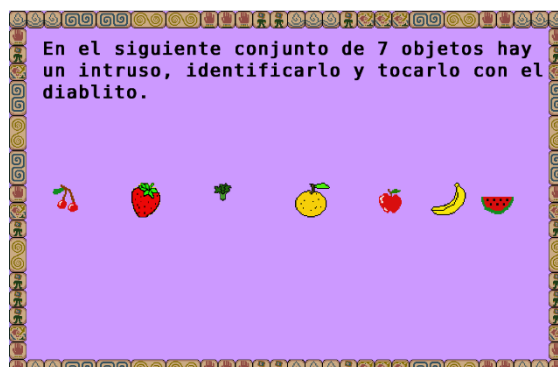 En el siguiente conjunto de 7 objetos hay
un intruso, identificarlo y tocarlo con el
diablito.